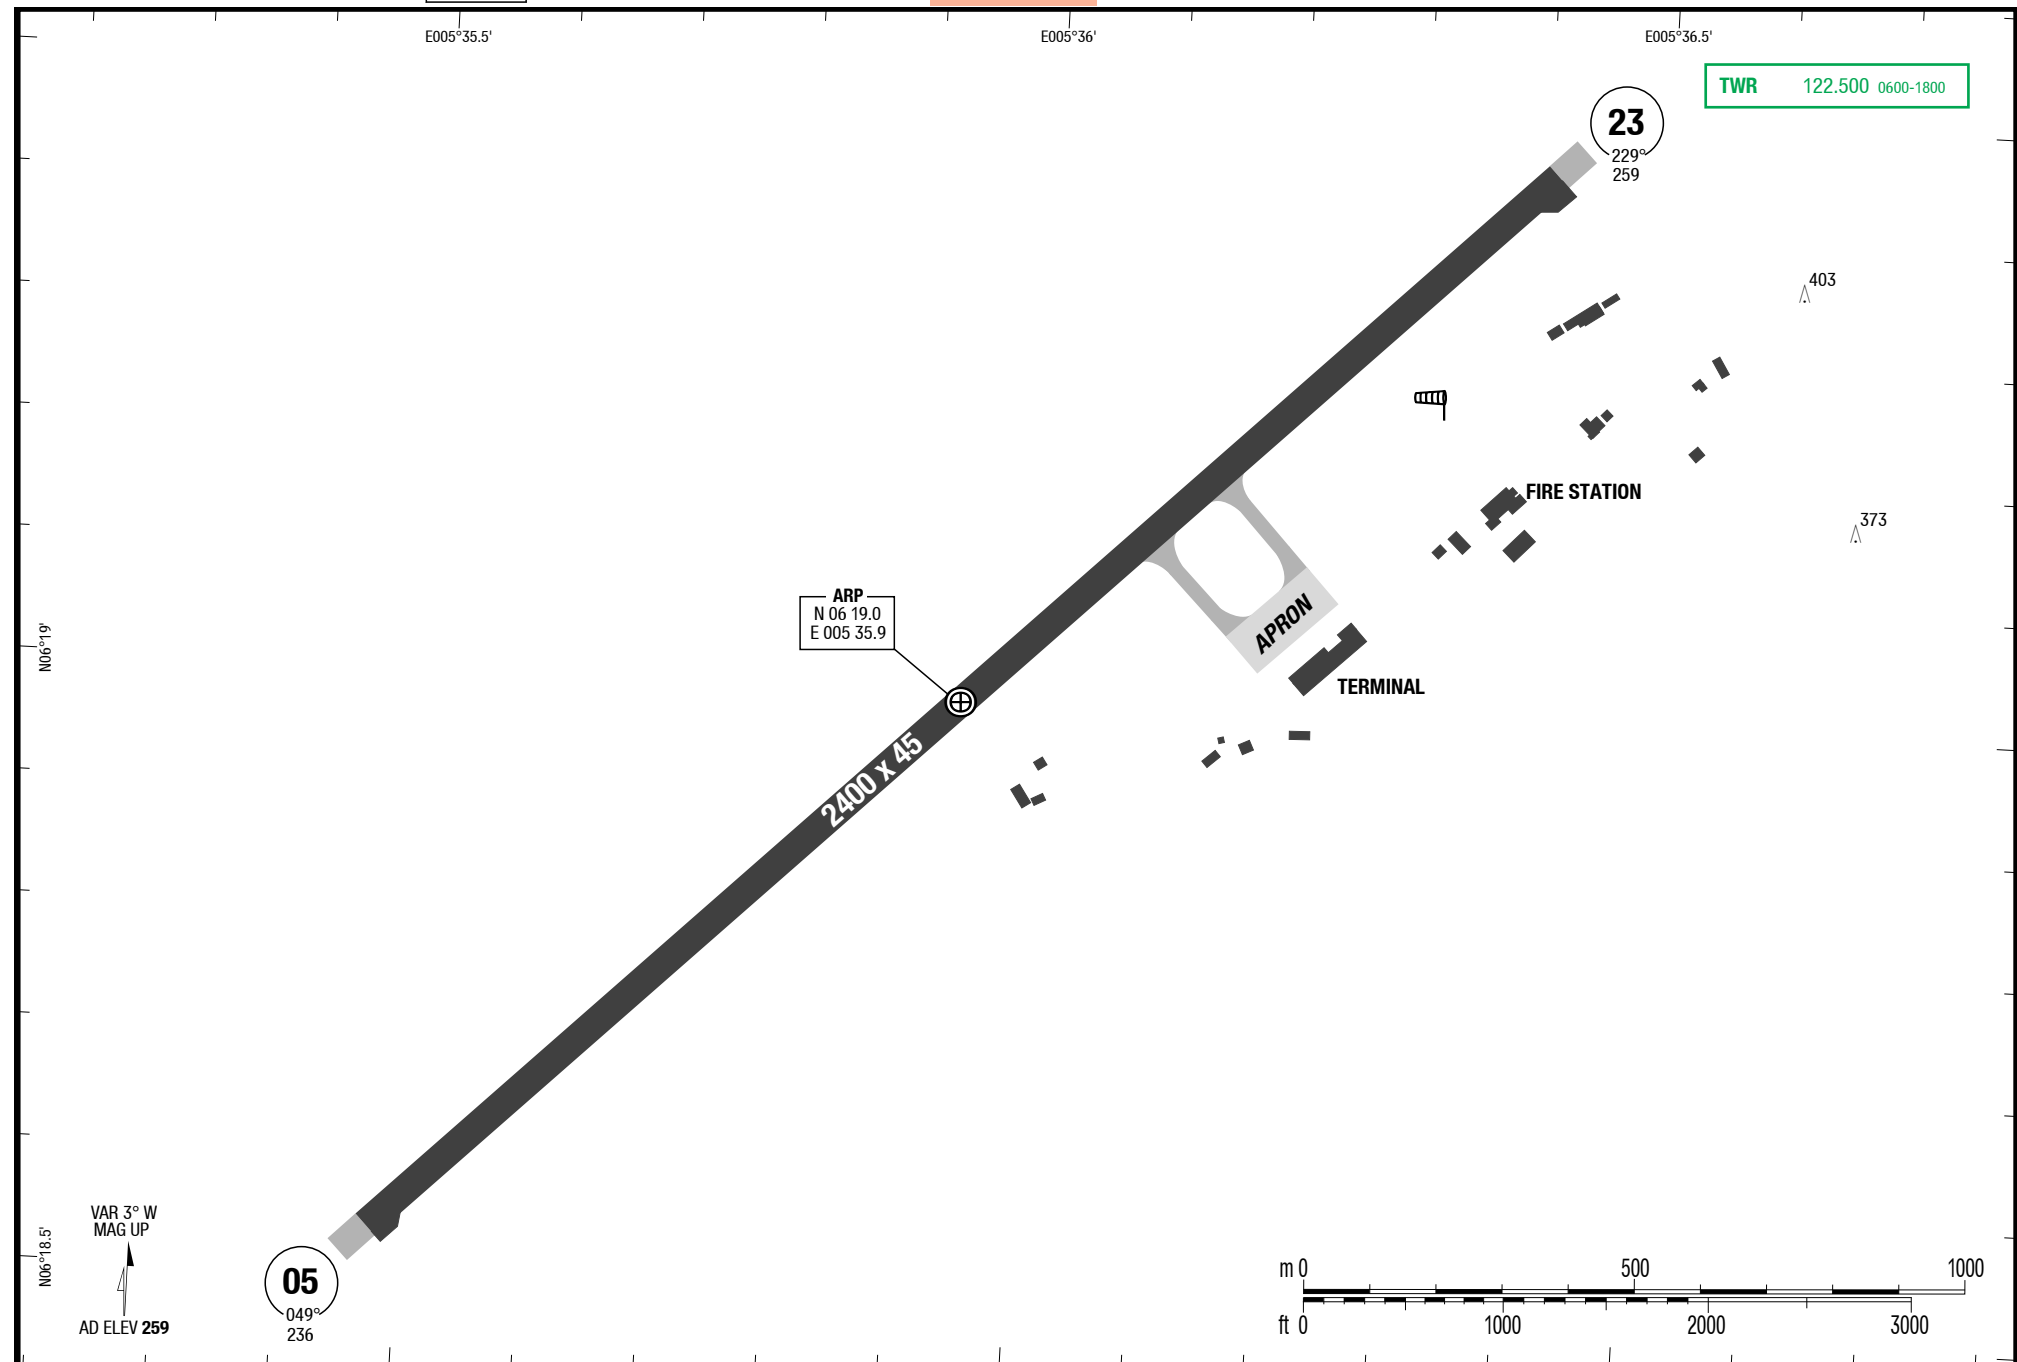 E005°35.5'
E005°36'
E005°36.5'
TWR 122.500 0600-1800
23
229°
259
403
FIRE STATION
373
ARP
N 06 19.0
E 005 35.9
N06°19'
APRON
TERMINAL
2400 x 45
VAR 3° W
MAG UP
N06°18.5'
AD ELEV 259
05
049°
236
m 0 500 1000
ft 0 1000 2000 3000